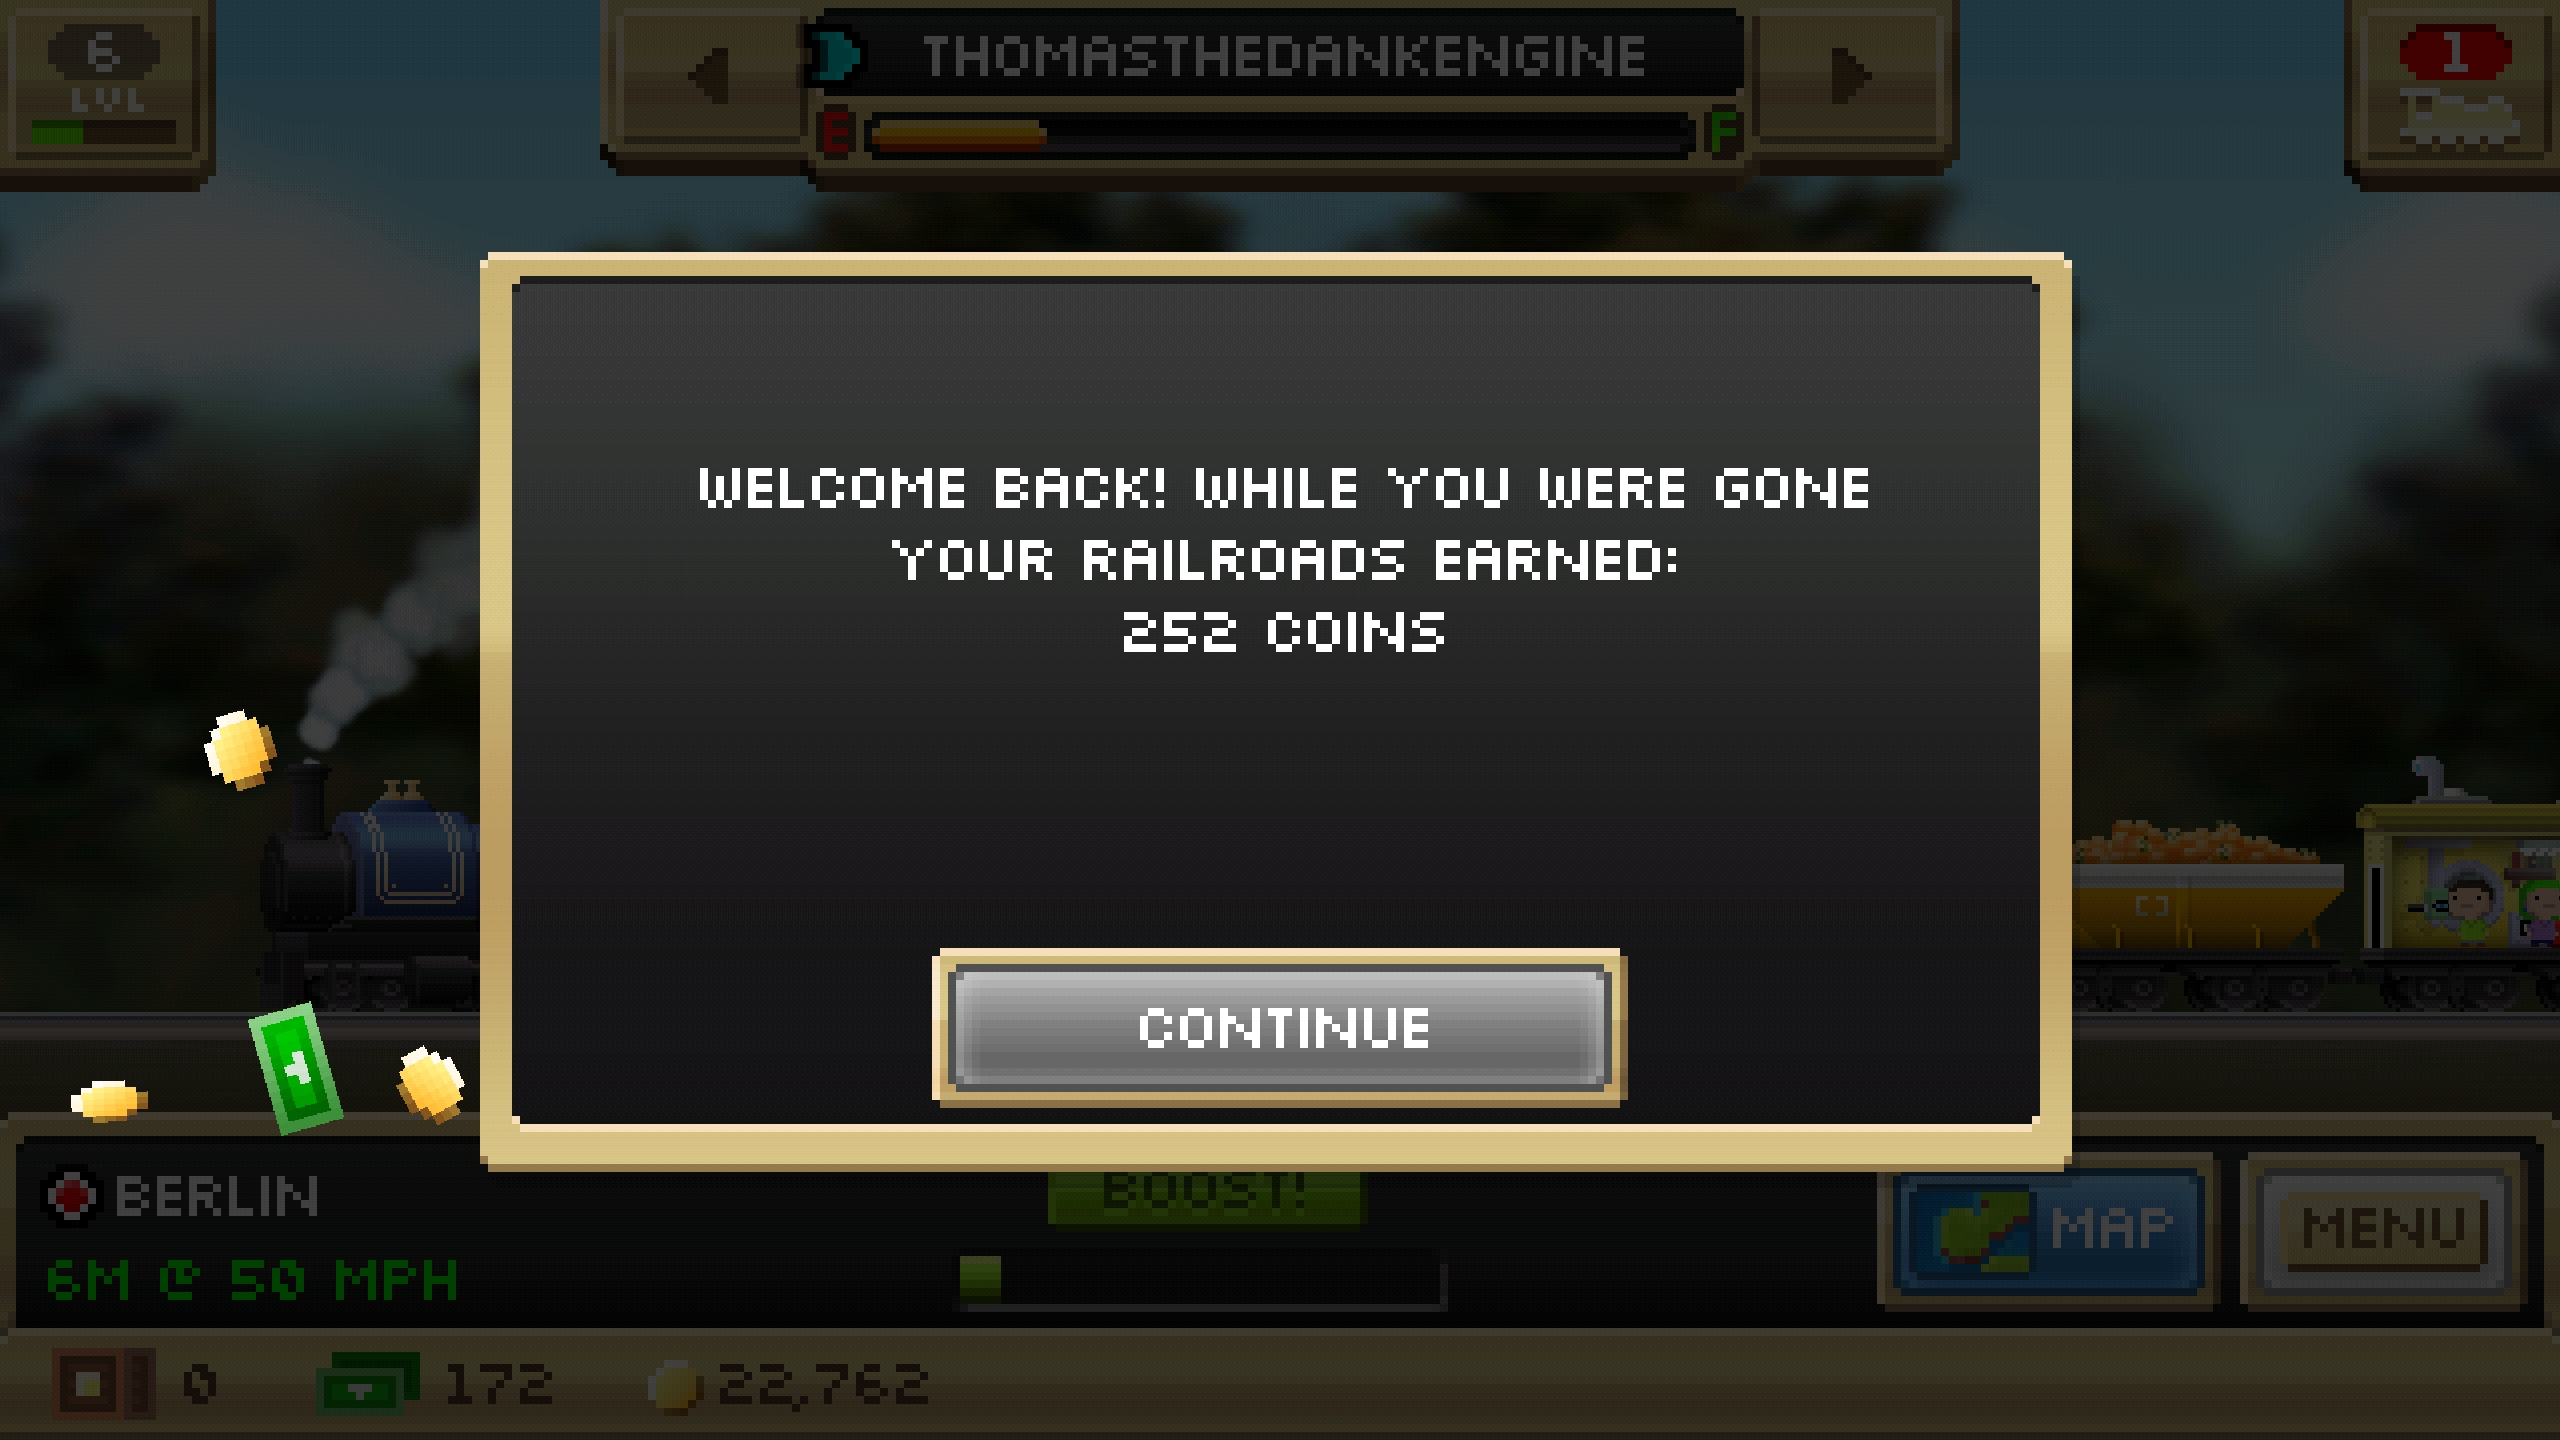 6
LVL
THOMASTHEDANKENGINE
1
E
F
WELCOME BACK! WHILE YOU WERE GONE
YOUR RAILROADS EARNED:
252 COINS
CONTINUE
BERLIN
6M @ 50 MPH
BOOST!
MAP
MENU
0
172
22,762